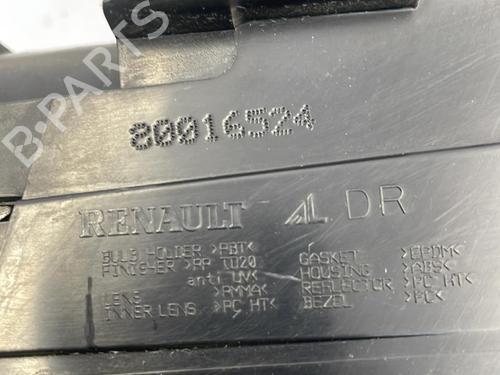 B-PARTS
80016524
RENAULT AL DR
BULB HOLDER >PBT<
FINISHER >PP TV20
anti UV<
LENS >PMMA<
INNER LENS >PC HT<
GASKET >EPDM<
HOUSING >ABS<
REFLECTOR >PC HT<
BEZEL >PC<